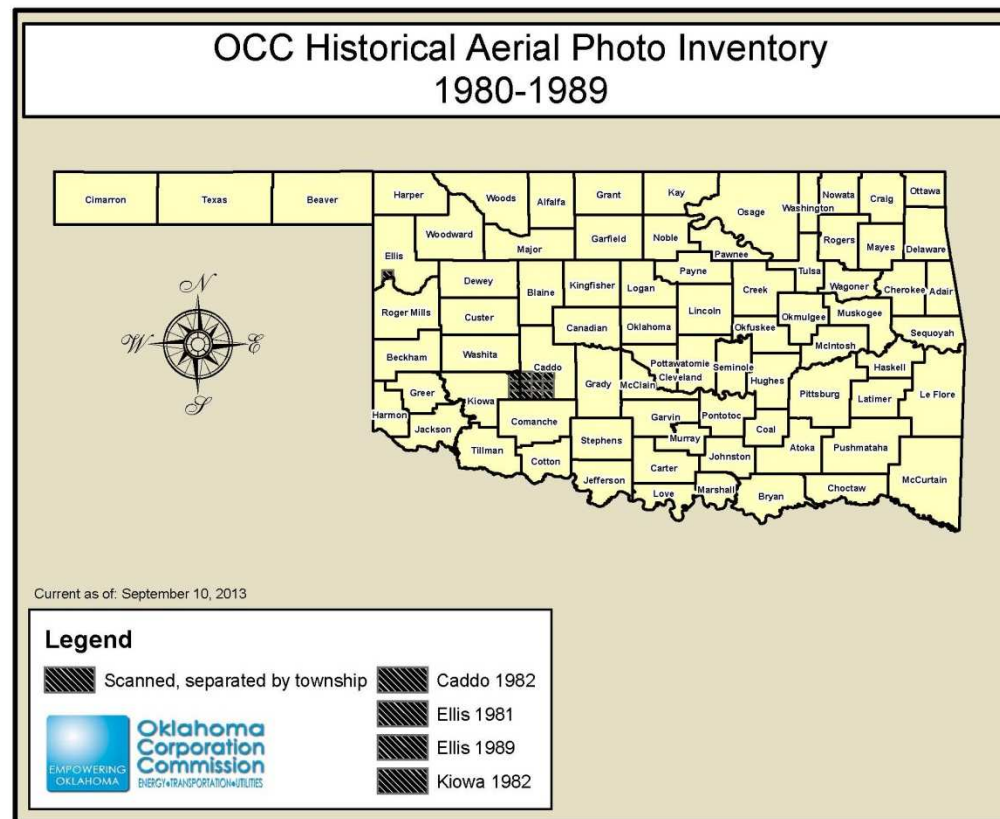 OCC Historical Aerial Photo Inventory
1980-1989
Cimarron
Texas
Beaver
Harper
Woods
Alfalfa
Grant
Kay
Osage
Washington
Nowata
Craig
Ottawa
Ellis
Woodward
Major
Garfield
Noble
Pawnee
Rogers
Mayes
Delaware
Dewey
Blaine
Kingfisher
Logan
Payne
Creek
Tulsa
Wagoner
Cherokee
Adair
Roger Mills
Custer
Canadian
Oklahoma
Lincoln
Okfuskee
Okmulgee
Muskogee
McIntosh
Sequoyah
Beckham
Washita
Caddo
Grady
McClain
Cleveland
Pottawatomie
Seminole
Hughes
Pittsburg
Haskell
Latimer
Le Flore
Harmon
Greer
Kiowa
Jackson
Comanche
Tillman
Cotton
Stephens
Jefferson
Garvin
Murray
Carter
Love
Pontotoc
Johnston
Marshall
Coal
Atoka
Bryan
Pushmataha
Choctaw
McCurtain
N
W
E
S
Current as of: September 10, 2013
Legend
Scanned, separated by township
Caddo 1982
Ellis 1981
Ellis 1989
Kiowa 1982
EMPOWERING
OKLAHOMA
Oklahoma
Corporation
Commission
ENERGY•TRANSPORTATION•UTILITIES